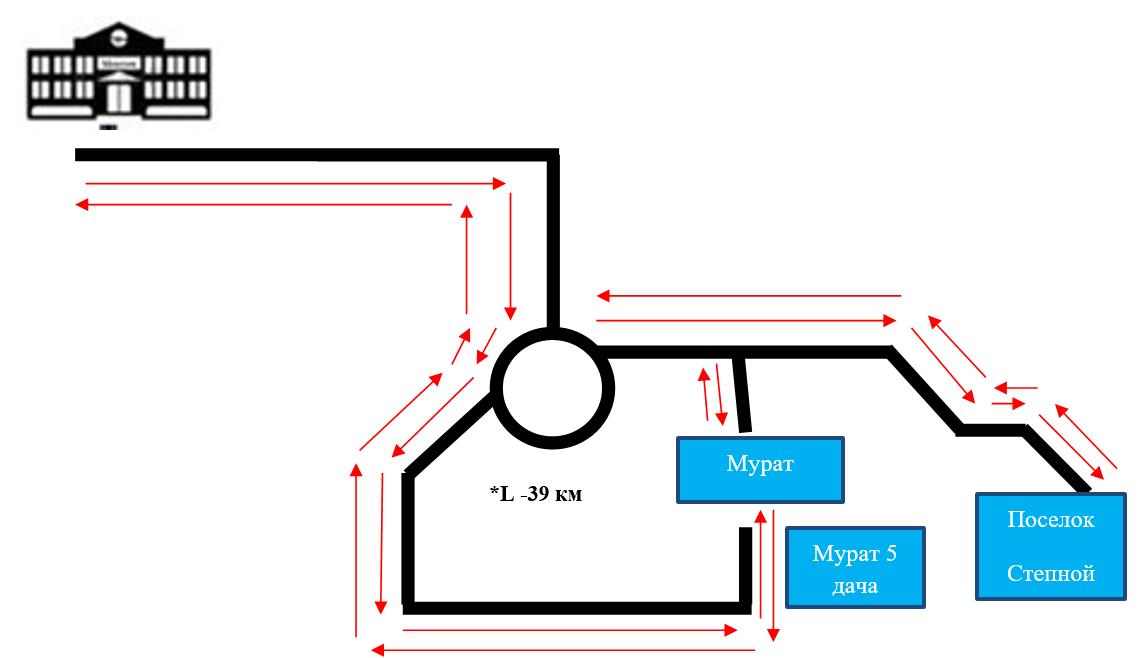 *L -39 км
Мурат
Мурат 5
дача
Поселок
Степной